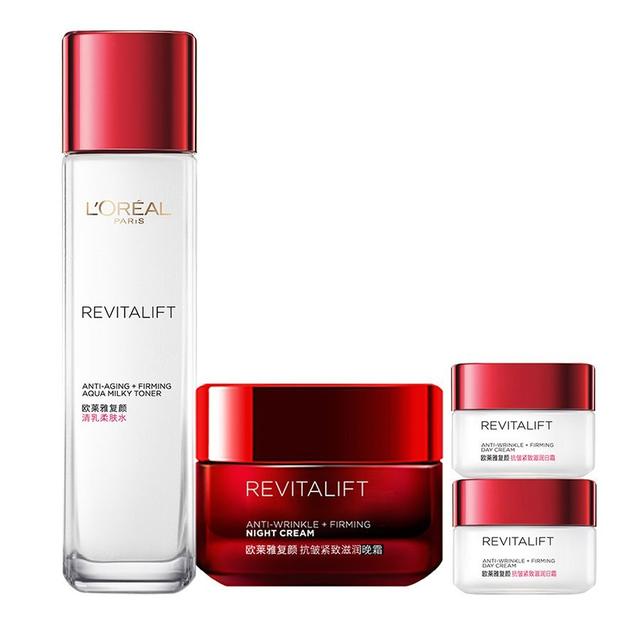 L'ORÉAL
PARIS
REVITALIFT
ANTI-AGING + FIRMING
AQUA MILKY TONER
欧莱雅复颜
清乳柔肤水
REVITALIFT
ANTI-WRINKLE + FIRMING
NIGHT CREAM
欧莱雅复颜 抗皱紧致滋润晚霜
REVITALIFT
ANTI-WRINKLE + FIRMING
DAY CREAM
欧莱雅复颜 抗皱紧致滋润日霜
REVITALIFT
ANTI-WRINKLE + FIRMING
DAY CREAM
欧莱雅复颜 抗皱紧致滋润日霜